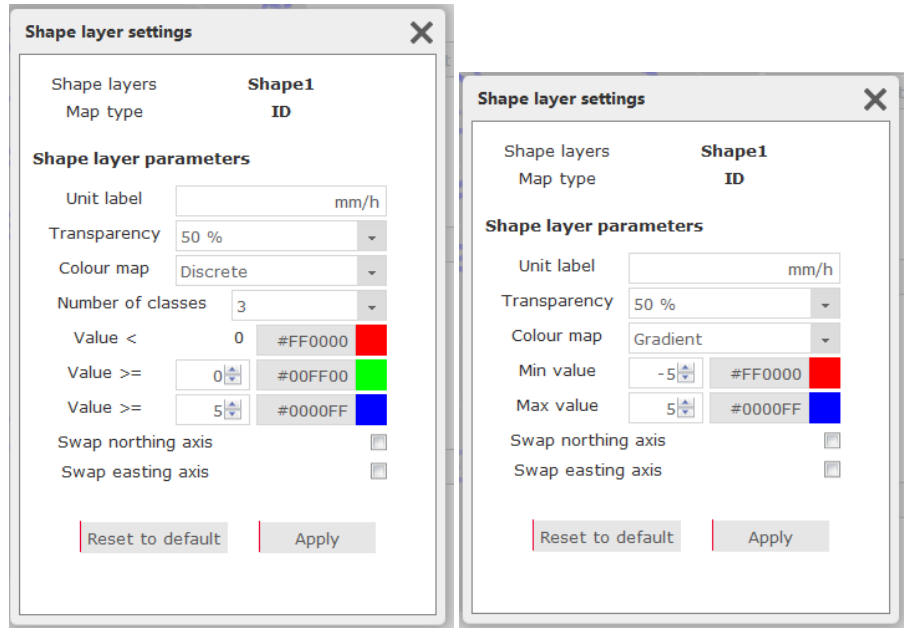 Shape layer settings
Shape layers Shape1
Map type ID
Shape layer parameters
Unit label mm/h
Transparency 50 %
Colour map Discrete
Number of classes 3
Value < 0 #FF0000
Value >= 0 #00FF00
Value >= 5 #0000FF
Swap northing axis
Swap easting axis
Reset to default Apply
Shape layer settings
Shape layers Shape1
Map type ID
Shape layer parameters
Unit label mm/h
Transparency 50 %
Colour map Gradient
Min value -5 #FF0000
Max value 5 #0000FF
Swap northing axis
Swap easting axis
Reset to default Apply